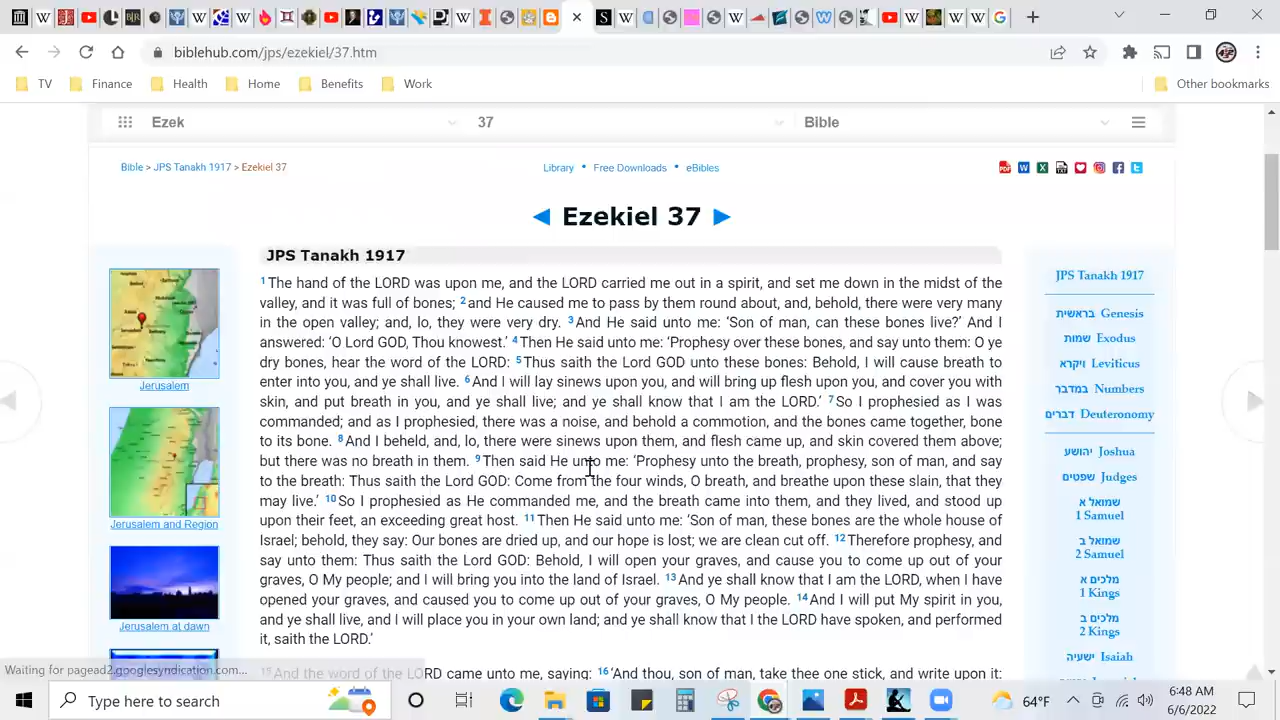 biblehub.com/jps/ezekiel/37.htm
TV Finance Health Home Benefits Work Other bookmarks
Ezek 37 Bible
Bible > JPS Tanakh 1917 > Ezekiel 37
Library • Free Downloads • eBibles
◄ Ezekiel 37 ►
JPS Tanakh 1917
1 The hand of the LORD was upon me, and the LORD carried me out in a spirit, and set me down in the midst of the
valley, and it was full of bones; 2 and He caused me to pass by them round about, and, behold, there were very many
in the open valley; and, lo, they were very dry. 3 And He said unto me: ‘Son of man, can these bones live?’ And I
answered: ‘O Lord GOD, Thou knowest.’ 4 Then He said unto me: ‘Prophesy over these bones, and say unto them: O ye
dry bones, hear the word of the LORD: 5 Thus saith the Lord GOD unto these bones: Behold, I will cause breath to
enter into you, and ye shall live. 6 And I will lay sinews upon you, and will bring up flesh upon you, and cover you with
skin, and put breath in you, and ye shall live; and ye shall know that I am the LORD.’ 7 So I prophesied as I was
commanded; and as I prophesied, there was a noise, and behold a commotion, and the bones came together, bone
to its bone. 8 And I beheld, and, lo, there were sinews upon them, and flesh came up, and skin covered them above;
but there was no breath in them. 9 Then said He unto me: ‘Prophesy unto the breath, prophesy, son of man, and say
to the breath: Thus saith the Lord GOD: Come from the four winds, O breath, and breathe upon these slain, that they
may live.’ 10 So I prophesied as He commanded me, and the breath came into them, and they lived, and stood up
upon their feet, an exceeding great host. 11 Then He said unto me: ‘Son of man, these bones are the whole house of
Israel; behold, they say: Our bones are dried up, and our hope is lost; we are clean cut off. 12 Therefore prophesy, and
say unto them: Thus saith the Lord GOD: Behold, I will open your graves, and cause you to come up out of your
graves, O My people; and I will bring you into the land of Israel. 13 And ye shall know that I am the LORD, when I have
opened your graves, and caused you to come up out of your graves, O My people. 14 And I will put My spirit in you,
and ye shall live, and I will place you in your own land; and ye shall know that I the LORD have spoken, and performed
it, saith the LORD.’
15 And the word of the LORD came unto me, saying: 16 ‘And thou, son of man, take thee one stick, and write upon it:
Jerusalem
Jerusalem and Region
Jerusalem at dawn
JPS Tanakh 1917
בראשית Genesis
שמות Exodus
ויקרא Leviticus
במדבר Numbers
דברים Deuteronomy
יהושע Joshua
שפטים Judges
שמואל א
1 Samuel
שמואל ב
2 Samuel
מלכים א
1 Kings
מלכים ב
2 Kings
ישעיה Isaiah
Waiting for pagead2.googlesyndication.com...
Type here to search
64°F
6:48 AM
6/6/2022